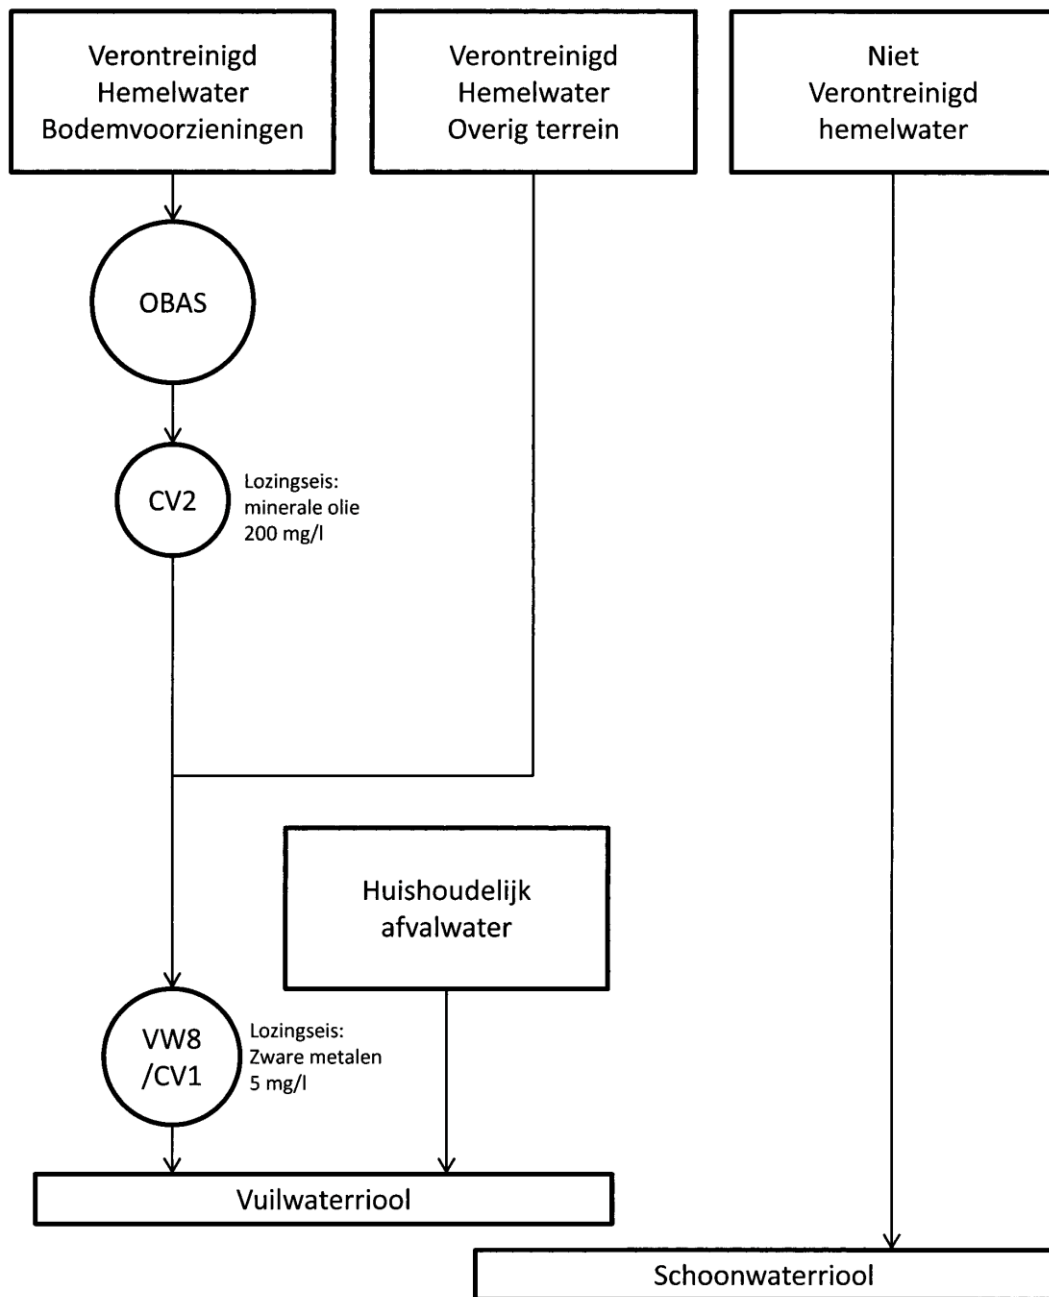 Verontreinigd
Hemelwater
Bodemvoorzieningen
Verontreinigd
Hemelwater
Overig terrein
Niet
Verontreinigd
hemelwater
OBAS
CV2
Lozingseis:
minerale olie
200 mg/l
Huishoudelijk
afvalwater
VW8
/CV1
Lozingseis:
Zware metalen
5 mg/l
Vuilwaterriool
Schoonwaterriool